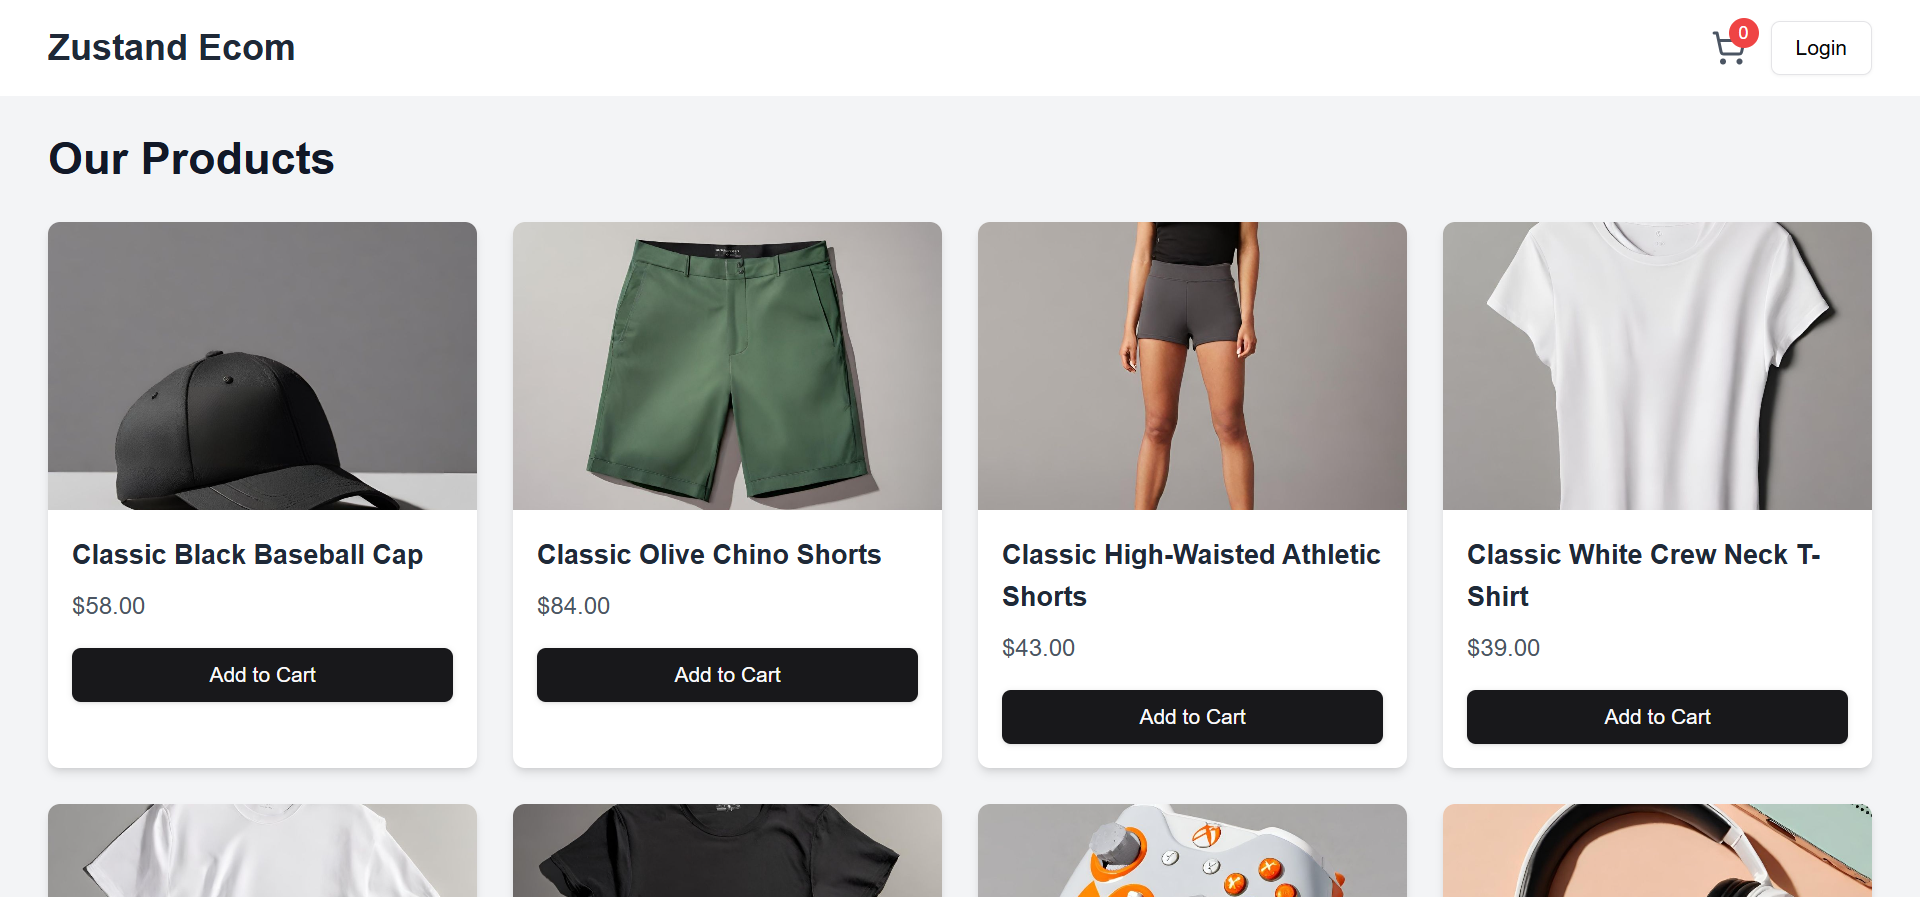 Zustand Ecom
0
Login
Our Products
Classic Black Baseball Cap
$58.00
Add to Cart
Classic Olive Chino Shorts
$84.00
Add to Cart
Classic High-Waisted Athletic
Shorts
$43.00
Add to Cart
Classic White Crew Neck T-
Shirt
$39.00
Add to Cart